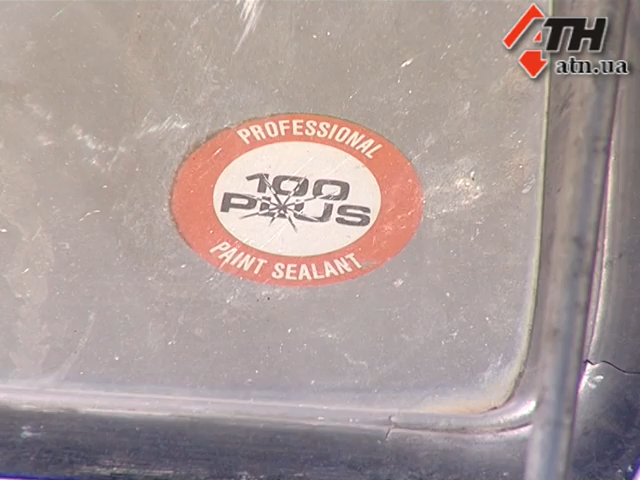 АТН
atn.ua
PROFESSIONAL
100
PLUS
PAINT SEALANT